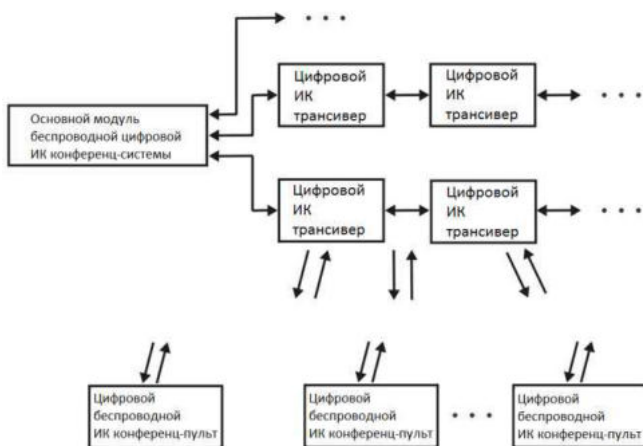 Цифровой
ИК
трансивер
Цифровой
ИК
трансивер
Основной модуль
беспроводной цифровой
ИК конференц-системы
Цифровой
ИК
трансивер
Цифровой
ИК
трансивер
Цифровой
беспроводной
ИК конференц-пульт
Цифровой
беспроводной
ИК конференц-пульт
Цифровой
беспроводной
ИК конференц-пульт